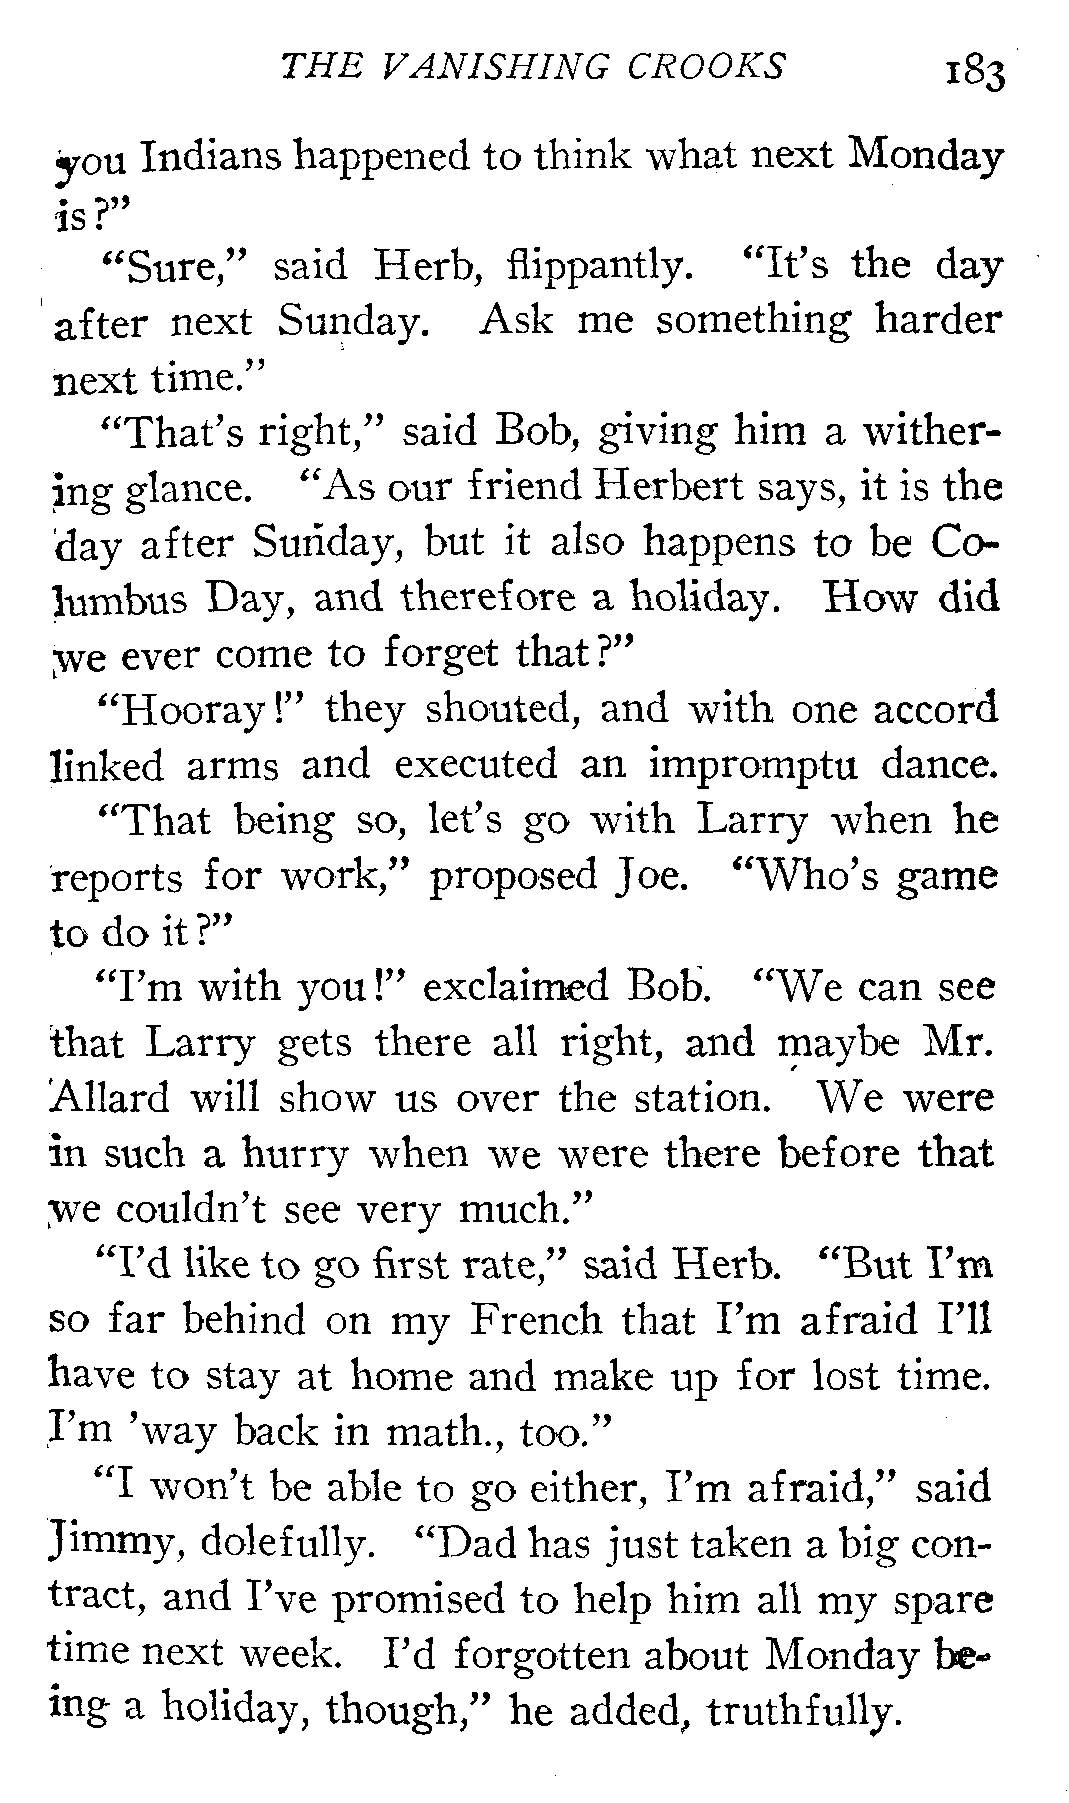 THE VANISHING CROOKS 183
you Indians happened to think what next Monday
is?"
"Sure," said Herb, flippantly. "It's the day
after next Sunday. Ask me something harder
next time."
"That's right," said Bob, giving him a wither-
ing glance. "As our friend Herbert says, it is the
day after Sunday, but it also happens to be Co-
lumbus Day, and therefore a holiday. How did
we ever come to forget that?"
"Hooray!" they shouted, and with one accord
linked arms and executed an impromptu dance.
"That being so, let's go with Larry when he
reports for work," proposed Joe. "Who's game
to do it?"
"I'm with you!" exclaimed Bob. "We can see
that Larry gets there all right, and maybe Mr.
Allard will show us over the station. We were
in such a hurry when we were there before that
we couldn't see very much."
"I'd like to go first rate," said Herb. "But I'm
so far behind on my French that I'm afraid I'll
have to stay at home and make up for lost time.
I'm 'way back in math., too."
"I won't be able to go either, I'm afraid," said
Jimmy, dolefully. "Dad has just taken a big con-
tract, and I've promised to help him all my spare
time next week. I'd forgotten about Monday be-
ing a holiday, though," he added, truthfully.